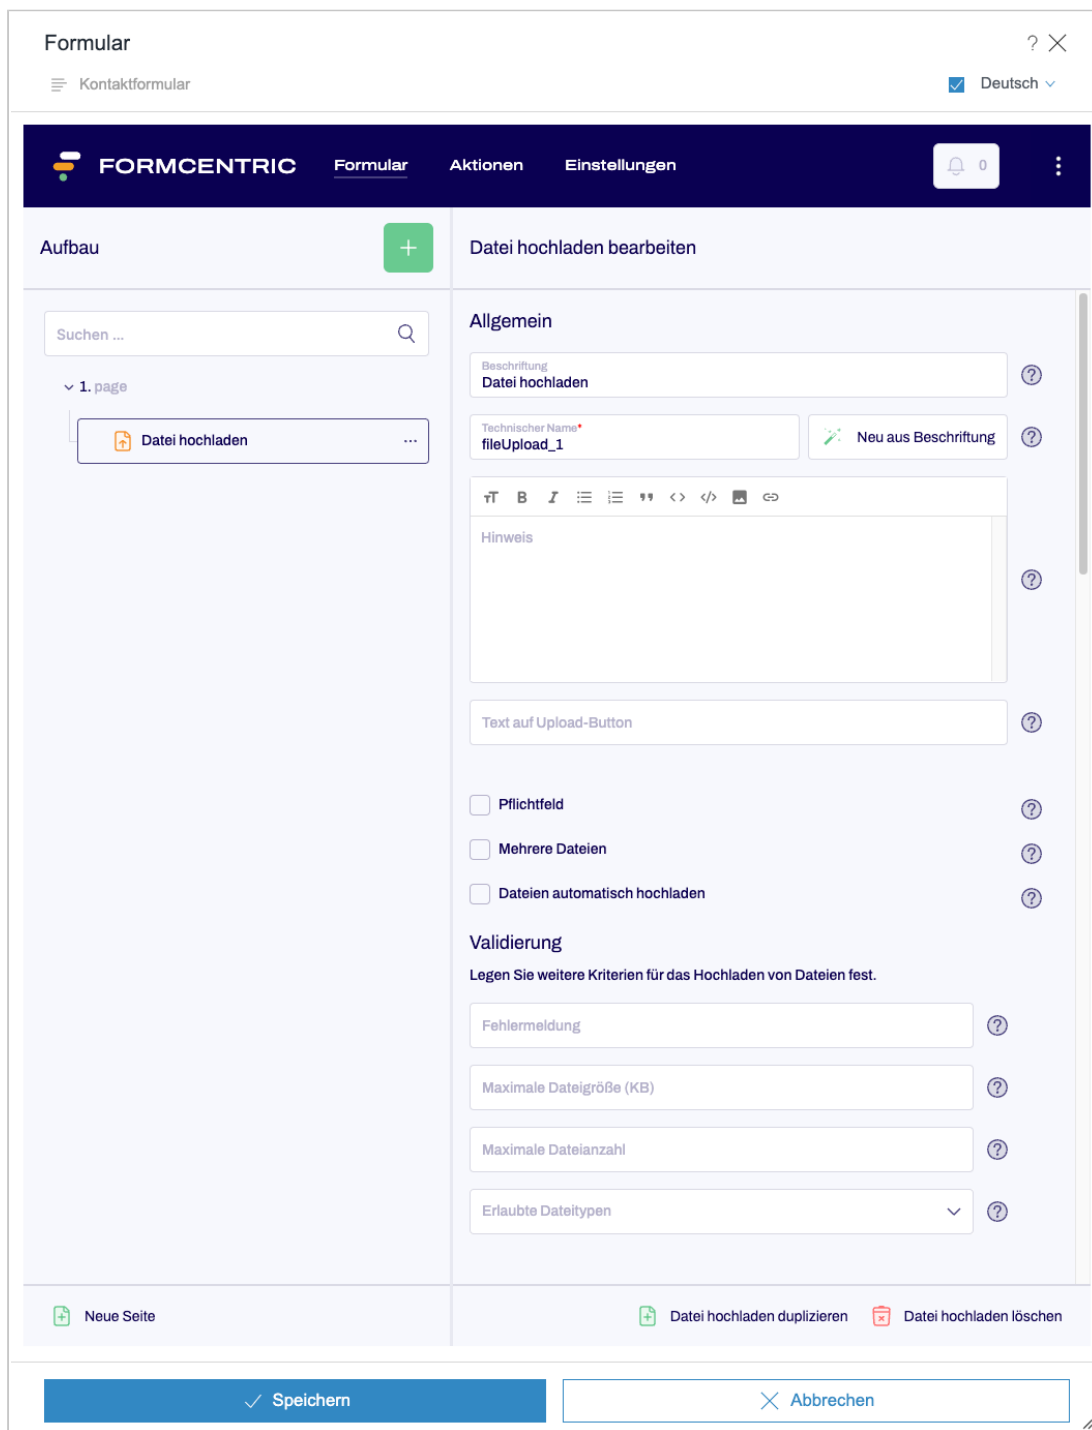 Formular
?
Kontaktformular
Deutsch
FORMCENTRIC Formular Aktionen Einstellungen 0
Aufbau
+
Datei hochladen bearbeiten
Suchen ...
1. page
Datei hochladen ...
Allgemein
Beschriftung
Datei hochladen
?
Technischer Name*
fileUpload_1
Neu aus Beschriftung
?
Hinweis
?
Text auf Upload-Button
?
Pflichtfeld
?
Mehrere Dateien
?
Dateien automatisch hochladen
?
Validierung
Legen Sie weitere Kriterien für das Hochladen von Dateien fest.
Fehlermeldung
?
Maximale Dateigröße (KB)
?
Maximale Dateianzahl
?
Erlaubte Dateitypen
?
Neue Seite
Datei hochladen duplizieren
Datei hochladen löschen
Speichern
Abbrechen